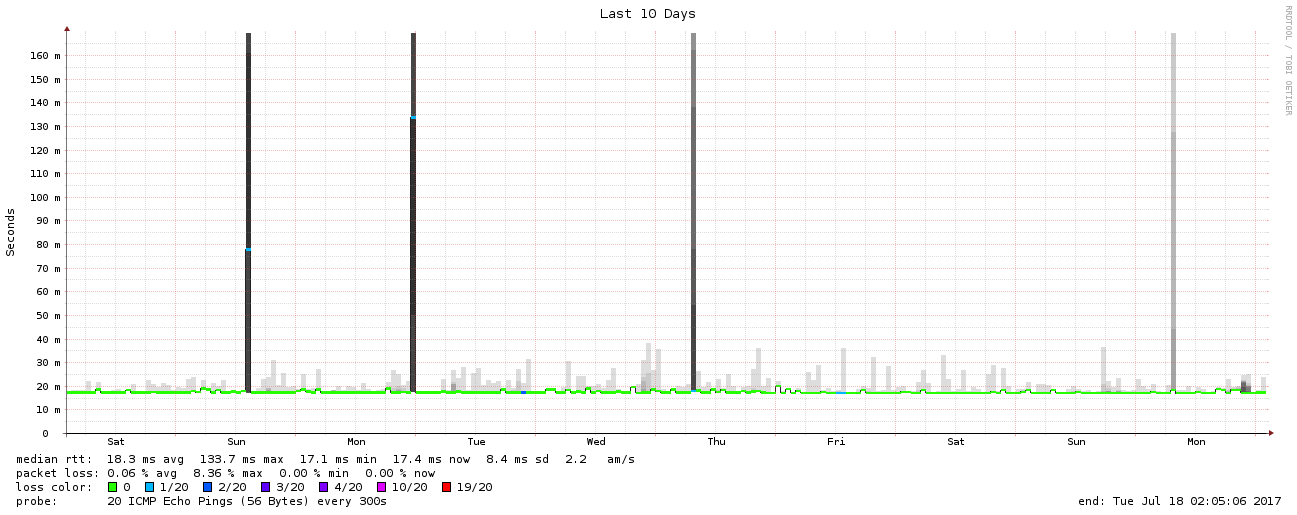 Last 10 Days
RRDTOOL / TOBI OETIKER
Seconds
160 m
150 m
140 m
130 m
120 m
110 m
100 m
90 m
80 m
70 m
60 m
50 m
40 m
30 m
20 m
10 m
0
Sat Sun Mon Tue Wed Thu Fri Sat Sun Mon
median rtt: 18.3 ms avg 133.7 ms max 17.1 ms min 17.4 ms now 8.4 ms sd 2.2 am/s
packet loss: 0.06 % avg 8.36 % max 0.00 % min 0.00 % now
loss color: 0 1/20 2/20 3/20 4/20 10/20 19/20
probe: 20 ICMP Echo Pings (56 Bytes) every 300s end: Tue Jul 18 02:05:06 2017